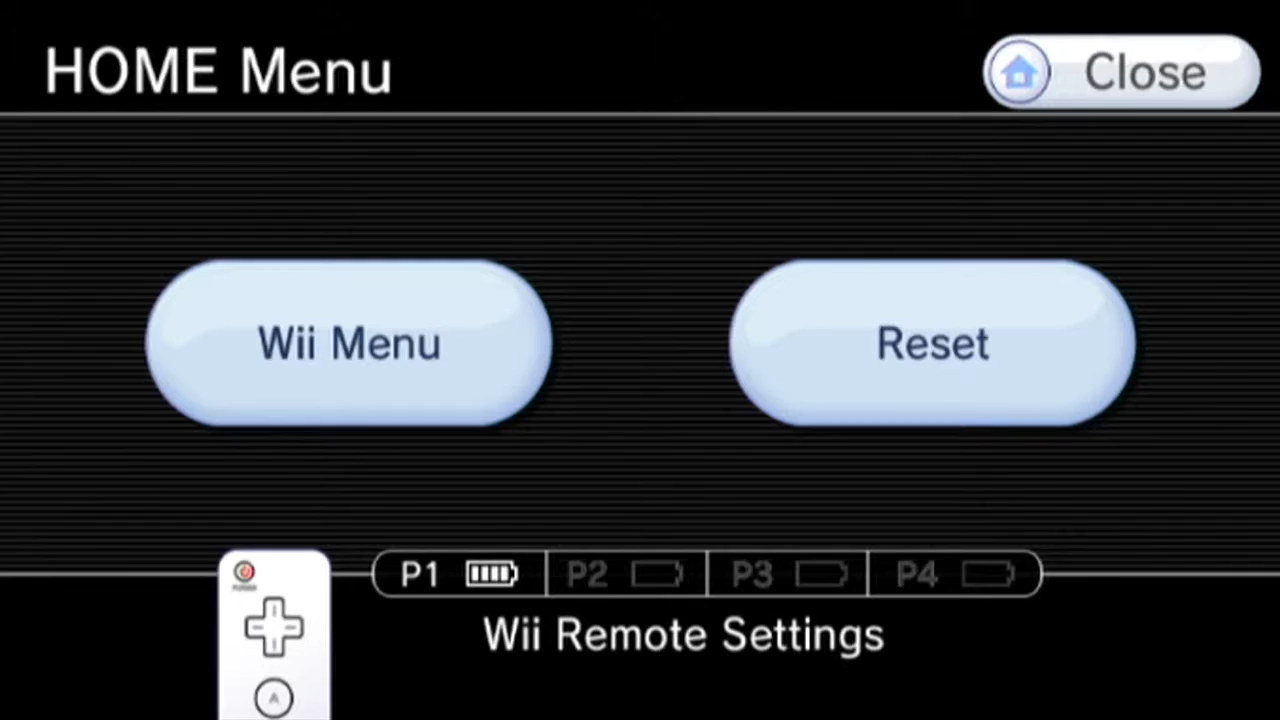 HOME Menu
Close
Wii Menu
Reset
P1 P2 P3 P4
Wii Remote Settings
A